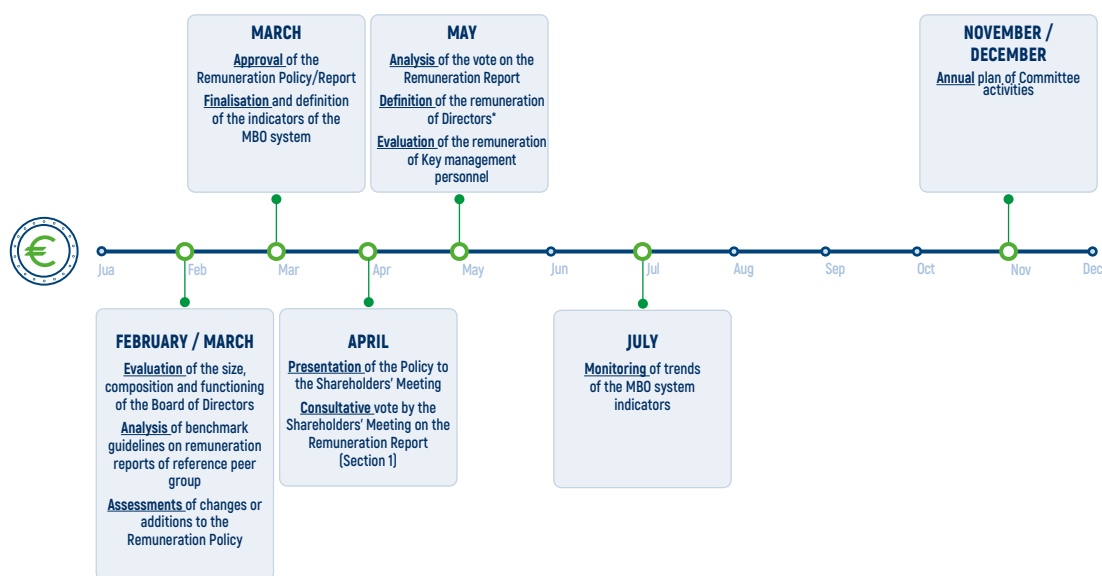 MARCH
Approval of the
Remuneration Policy/Report
Finalisation and definition
of the indicators of the
MBO system
MAY
Analysis of the vote on the
Remuneration Report
Definition of the remuneration
of Directors*
Evaluation of the remuneration
of Key management
personnel
NOVEMBER /
DECEMBER
Annual plan of Committee
activities
€
Jua
Feb
Mar
Apr
May
Jun
Jul
Aug
Sep
Oct
Nov
Dec
FEBRUARY / MARCH
Evaluation of the size,
composition and functioning
of the Board of Directors
Analysis of benchmark
guidelines on remuneration
reports of reference peer
group
Assessments of changes or
additions to the
Remuneration Policy
APRIL
Presentation of the Policy to
the Shareholders' Meeting
Consultative vote by the
Shareholders' Meeting on the
Remuneration Report
(Section 1)
JULY
Monitoring of trends
of the MBO system
indicators